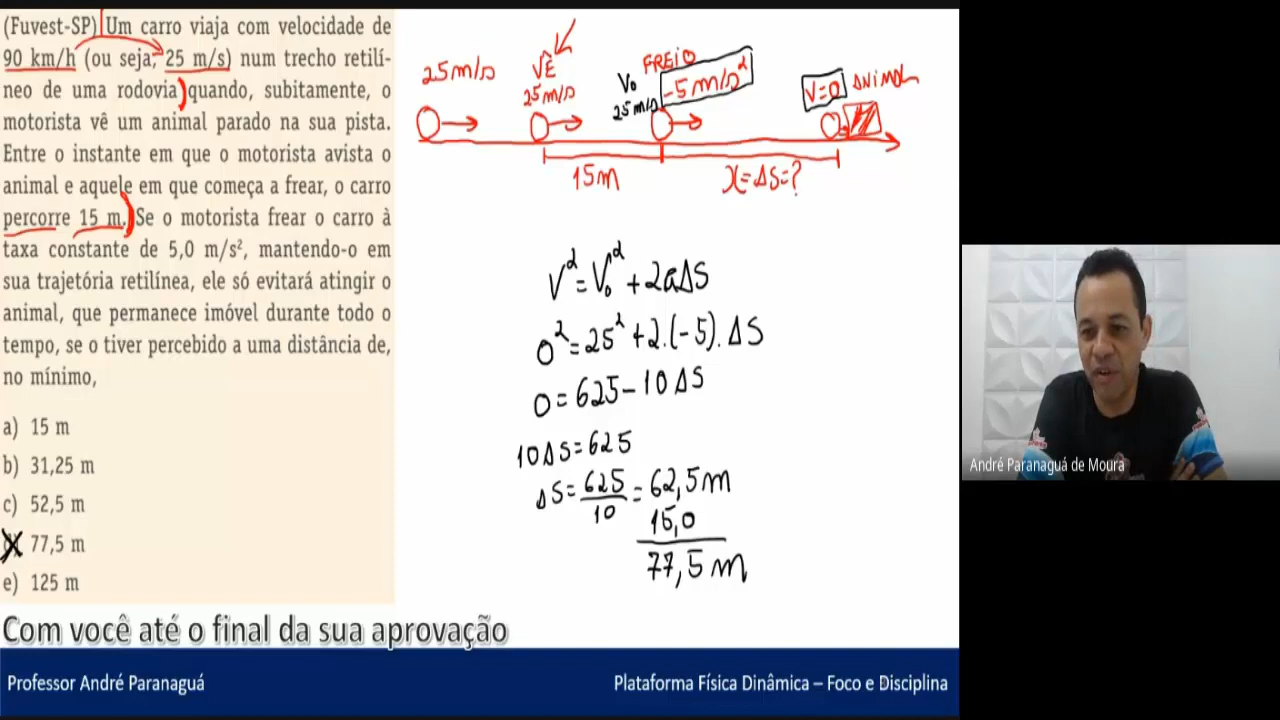 (Fuvest-SP) Um carro viaja com velocidade de
90 km/h (ou seja, 25 m/s) num trecho retilí-
neo de uma rodovia quando, subitamente, o
motorista vê um animal parado na sua pista.
Entre o instante em que o motorista avista o
animal e aquele em que começa a frear, o carro
percorre 15 m. Se o motorista frear o carro à
taxa constante de 5,0 m/s², mantendo-o em
sua trajetória retilínea, ele só evitará atingir o
animal, que permanece imóvel durante todo o
tempo, se o tiver percebido a uma distância de,
no mínimo,
a) 15 m
b) 31,25 m
c) 52,5 m
77,5 m
e) 125 m
25 m/s
VÊ
25 m/s
V₀
25 m/s
FREIO
-5 m/s²
V=0
ANIMAL
15 m
X=ΔS=?
V²=V₀²+2aΔS
0²=25²+2.(-5).ΔS
0=625-10ΔS
10ΔS=625
ΔS=625/10=62,5m
15,0
77,5 m
André Paranaguá de Moura
Com você até o final da sua aprovação
Professor André Paranaguá
Plataforma Física Dinâmica – Foco e Disciplina